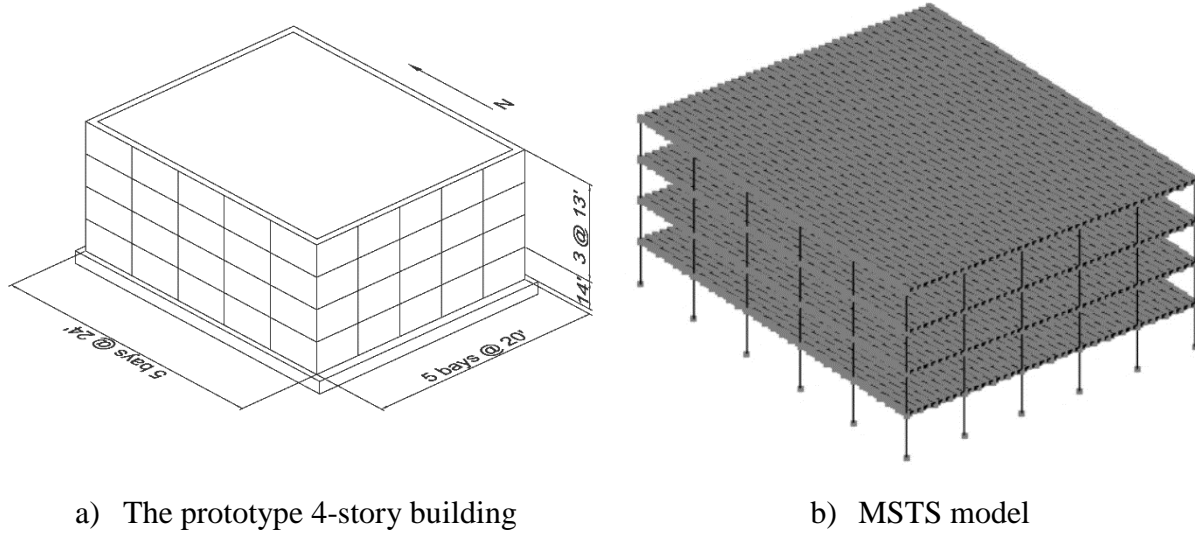 N
14' 3 @ 13'
5 bays @ 24'
5 bays @ 20'
a) The prototype 4-story building
b) MSTS model